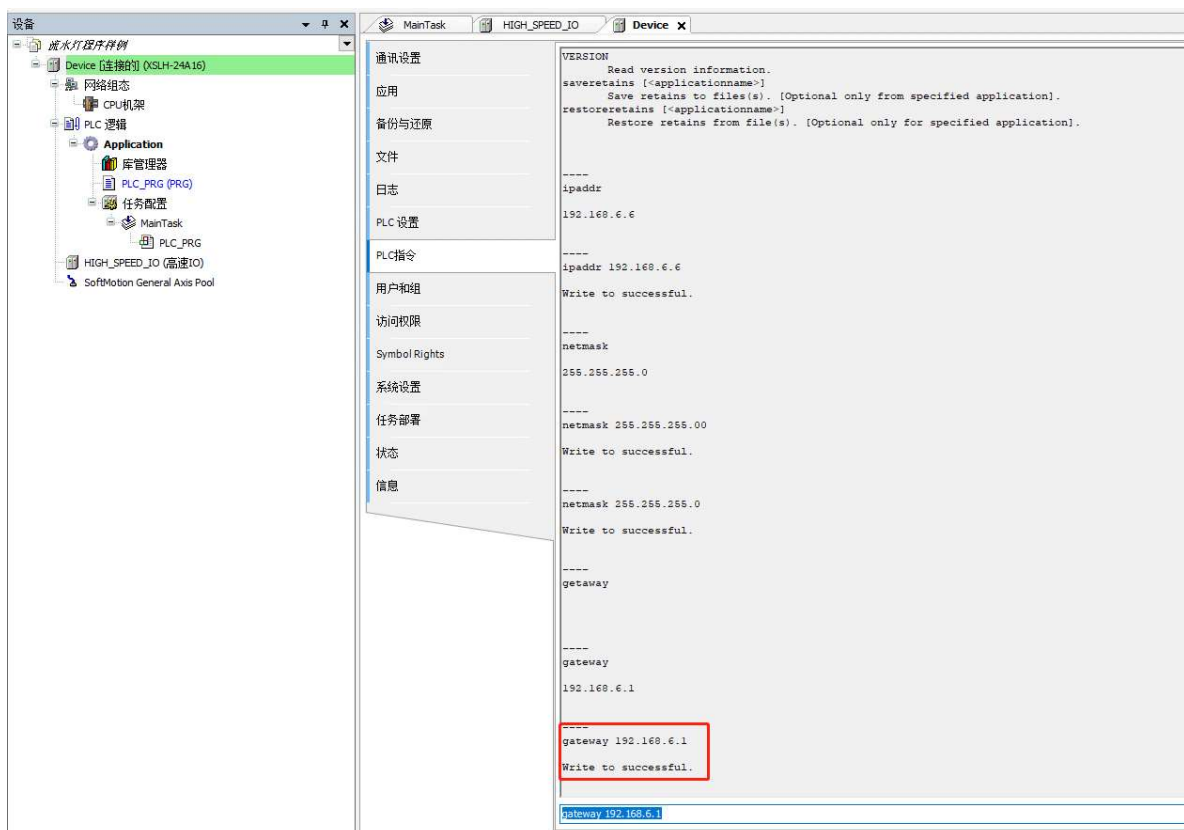 设备
流水灯程序样例
Device [连接的] (XSLH-24A16)
网络组态
CPU机架
PLC 逻辑
Application
库管理器
PLC_PRG (PRG)
任务配置
MainTask
PLC_PRG
HIGH_SPEED_IO (高速IO)
SoftMotion General Axis Pool
MainTask
HIGH_SPEED_IO
Device
通讯设置
应用
备份与还原
文件
日志
PLC 设置
PLC指令
用户和组
访问权限
Symbol Rights
系统设置
任务部署
状态
信息
VERSION
Read version information.
saveretains [<applicationname>]
Save retains to files(s). [Optional only from specified application].
restoreretains [<applicationname>]
Restore retains from file(s). [Optional only for specified application].
----
ipaddr
192.168.6.6
----
ipaddr 192.168.6.6
Write to successful.
----
netmask
255.255.255.0
----
netmask 255.255.255.00
Write to successful.
----
netmask 255.255.255.0
Write to successful.
----
getaway
----
gateway
192.168.6.1
----
gateway 192.168.6.1
Write to successful.
gateway 192.168.6.1